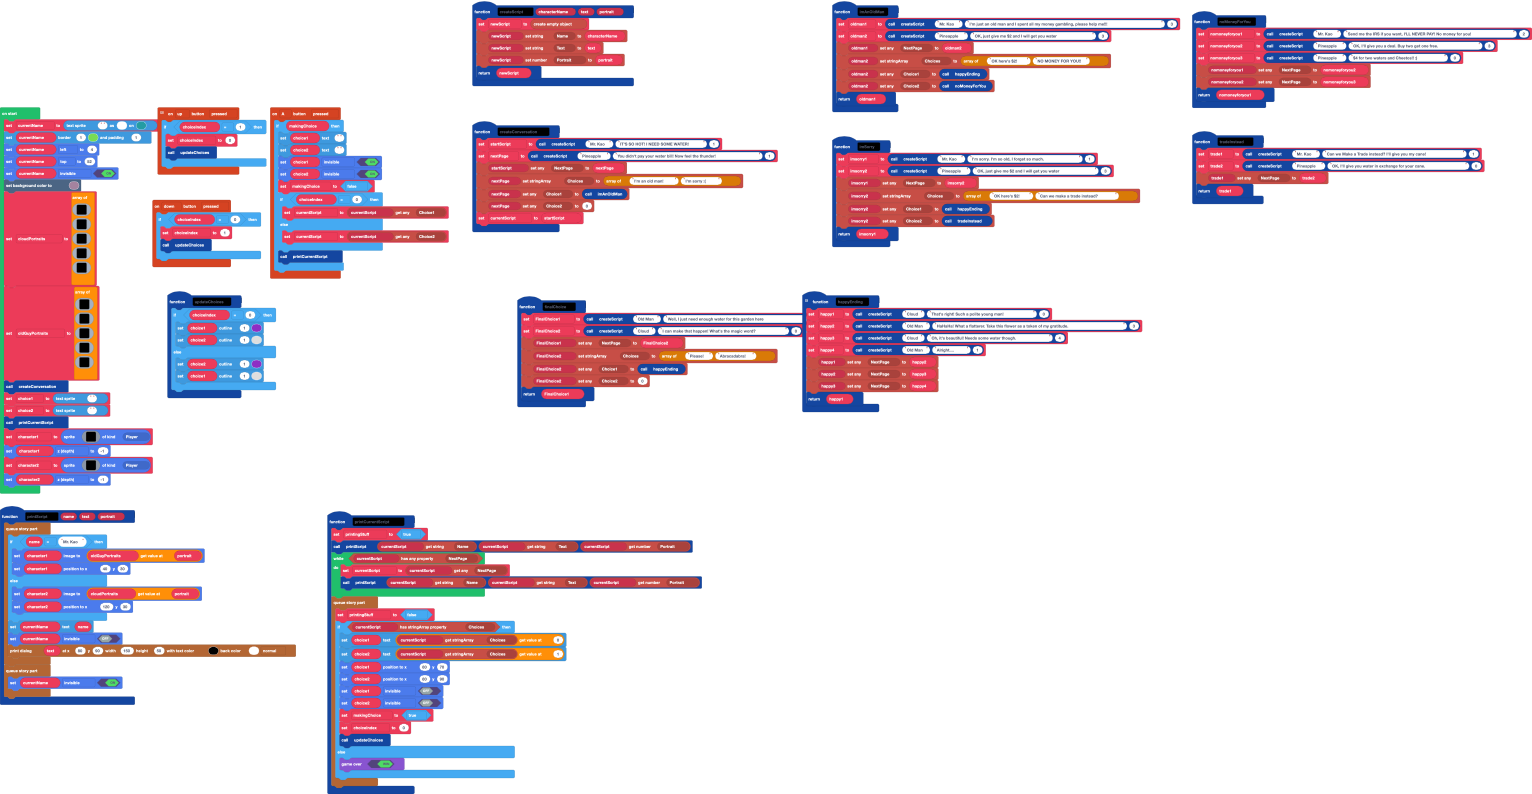 on start
set currentName to text sprite on
set currentName border and padding
set currentName left to
set currentName top to
set currentName invisible
set background color to
set cloudPortraits to array of
set oldGuyPortraits to array of
call createConversation
set choice1 to text sprite
set choice2 to text sprite
call printCurrentScript
set character1 to sprite of kind Player
set character1 z (depth) to -1
set character2 to sprite of kind Player
set character2 z (depth) to -1
on up button pressed
if choiceIndex = 1 then
set choiceIndex to 0
call updateChoices
on down button pressed
if choiceIndex = 0 then
set choiceIndex to 1
call updateChoices
on A button pressed
if makingChoice then
set choice1 text
set choice2 text
set choice1 invisible
set choice2 invisible
set makingChoice to false
if choiceIndex = 0 then
set currentScript to currentScript get any Choice1
else
set currentScript to currentScript get any Choice2
call printCurrentScript
function updateChoices
if choiceIndex = 0 then
set choice1 outline 1
set choice2 outline 1
else
set choice2 outline 1
set choice1 outline 1
function createScript characterName text portrait
set newScript to create empty object
newScript set string Name to characterName
newScript set string Text to text
newScript set number Portrait to portrait
return newScript
function createConversation
set startScript to call createScript Mr. Kao IT'S SO HOT! I NEED SOME WATER! 1
set nextPage to call createScript Pineapple You didn't pay your water bill! Now feel the thunder! 1
startScript set any NextPage to nextPage
nextPage set stringArray Choices to array of I'm an old man! I'm sorry :(
nextPage set any Choice1 to call imAnOldMan
nextPage set any Choice2 to 0
set currentScript to startScript
function imAnOldMan
set oldman1 to call createScript Mr. Kao I'm just an old man and I spent all my money gambling, please help me!!
set oldman2 to call createScript Pineapple OK, just give me $2 and I will get you water
oldman1 set any NextPage to oldman2
oldman2 set stringArray Choices to array of OK here's $2! NO MONEY FOR YOU!!
oldman2 set any Choice1 to call happyEnding
oldman2 set any Choice2 to call noMoneyForYou
return oldman1
function noMoneyForYou
set nomoneyforyou1 to call createScript Mr. Kao Send me the IRS if you want, I'LL NEVER PAY! No money for you!
set nomoneyforyou2 to call createScript Pineapple OK, I'll give you a deal. Buy two get one free.
set nomoneyforyou3 to call createScript Pineapple $4 for two waters and Cheetos!! :)
nomoneyforyou1 set any NextPage to nomoneyforyou2
nomoneyforyou2 set any NextPage to nomoneyforyou3
return nomoneyforyou1
function imSorry
set imsorry1 to call createScript Mr. Kao I'm sorry. I'm so old, I forget so much. 1
set imsorry2 to call createScript Pineapple OK, just give me $2 and I will get you water
imsorry1 set any NextPage to imsorry2
imsorry2 set stringArray Choices to array of OK here's $2! Can we make a trade instead?
imsorry2 set any Choice1 to call happyEnding
imsorry2 set any Choice2 to call tradeInstead
return imsorry1
function tradeInstead
set trade1 to call createScript Mr. Kao Can we Make a Trade instead? I'll give you my cane! 1
set trade2 to call createScript Pineapple OK, I'll give you water in exchange for your cane.
trade1 set any NextPage to trade2
return trade1
function finalChoice
set FinalChoice1 to call createScript Old Man Well, I just need enough water for this garden here
set FinalChoice2 to call createScript Cloud I can make that happen! What's the magic word?
FinalChoice1 set any NextPage to FinalChoice2
FinalChoice2 set stringArray Choices to array of Please! Abracadabra!
FinalChoice2 set any Choice1 to call happyEnding
FinalChoice2 set any Choice2 to 0
return FinalChoice1
function happyEnding
set happy1 to call createScript Cloud That's right! Such a polite young man!
set happy2 to call createScript Old Man HaHaHa! What a flatterer. Take this flower as a token of my gratitude.
set happy3 to call createScript Cloud Oh, it's beautiful! Needs some water though.
set happy4 to call createScript Old Man Alright... 1
happy1 set any NextPage to happy2
happy2 set any NextPage to happy3
happy3 set any NextPage to happy4
return happy1
function printScript name text portrait
queue story part
if name = Mr. Kao then
set character1 image to oldGuyPortraits get value at portrait
set character1 position to x 40 y 30
else
set character2 image to cloudPortraits get value at portrait
set character2 position to x 120 y 30
set currentName text name
set currentName invisible OFF
print dialog text at x 80 y 90 width 150 height 50 with text color back color normal
queue story part
set currentName invisible
function printCurrentScript
set printingStuff to true
call printScript currentScript get string Name currentScript get string Text currentScript get number Portrait
while currentScript has any property NextPage
do set currentScript to currentScript get any NextPage
call printScript currentScript get string Name currentScript get string Text currentScript get number Portrait
queue story part
set printingStuff to false
if currentScript has stringArray property Choices then
set choice1 text currentScript get stringArray Choices get value at 0
set choice2 text currentScript get stringArray Choices get value at 1
set choice1 position to x 80 y 70
set choice2 position to x 80 y 90
set choice1 invisible OFF
set choice2 invisible OFF
set makingChoice to true
set choiceIndex to 0
call updateChoices
else
game over